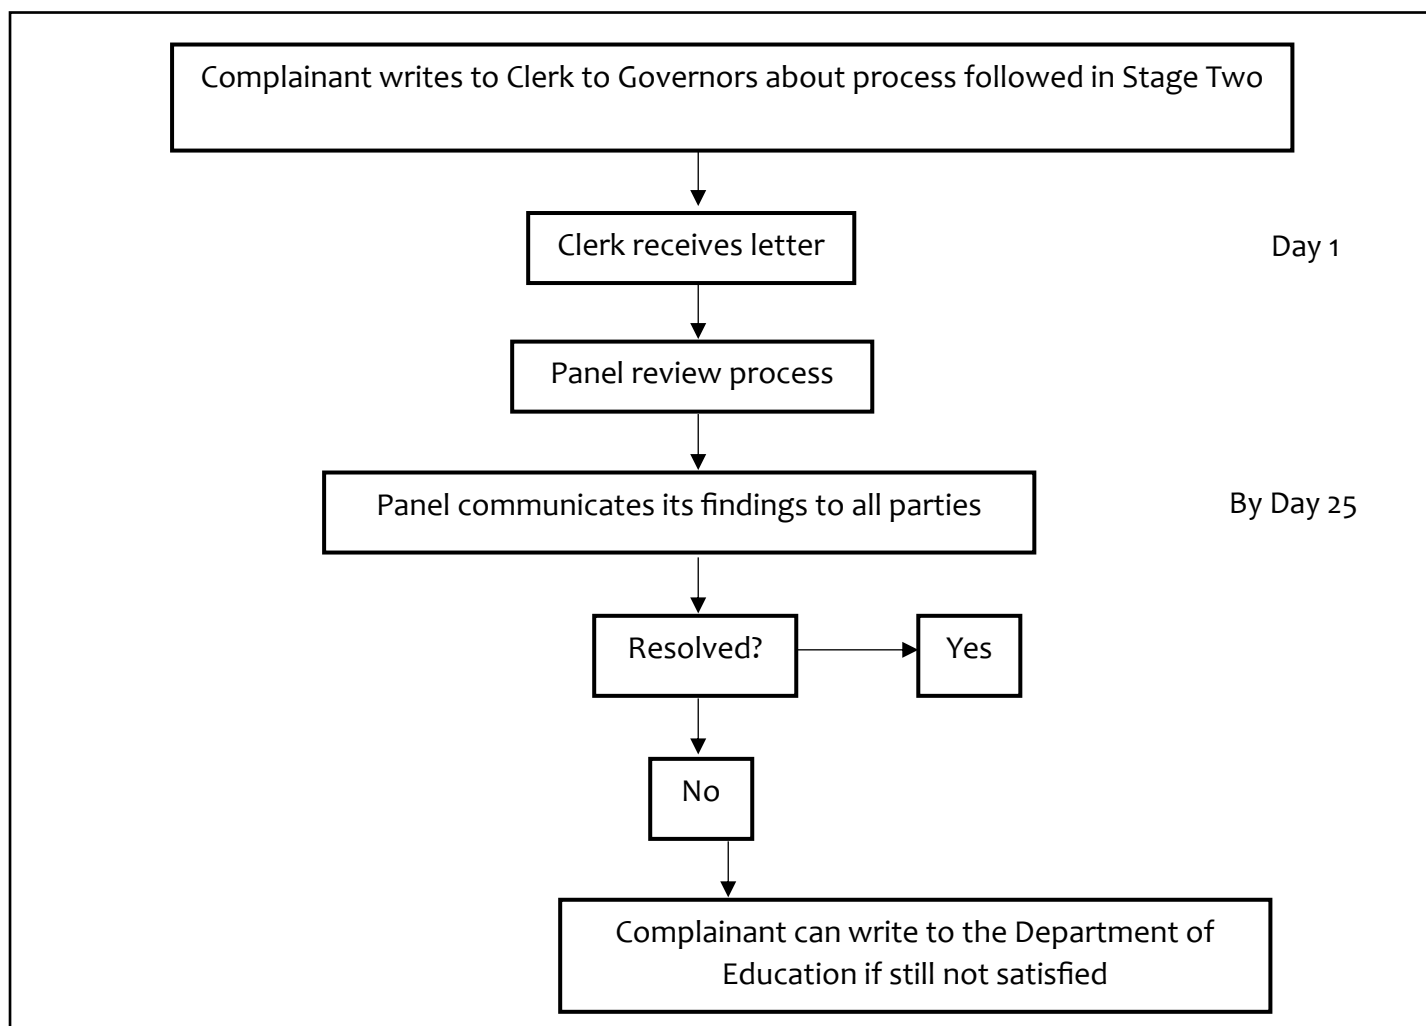 Complainant writes to Clerk to Governors about process followed in Stage Two
Clerk receives letter
Day 1
Panel review process
Panel communicates its findings to all parties
By Day 25
Resolved?
Yes
No
Complainant can write to the Department of
Education if still not satisfied